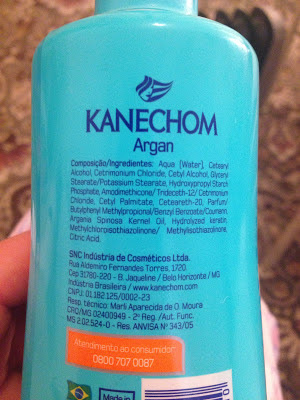 KANECHOM
Argan
Composição/Ingredientes: Aqua (Water), Cetearyl
Alcohol, Cetrimonium Chloride, Cetyl Alcohol, Glyceryl
Stearate/Potassium Stearate, Hydroxypropyl Starch
Phosphate, Amodimethicone/ Trideceth-12/ Cetrimonium
Chloride, Cetyl Palmitate, Ceteareth-20, Parfum/
Butylphenyl Methylpropional/Benzyl Benzoate/Coumarin,
Argania Spinosa Kernel Oil, Hydrolyzed keratin,
Methylchloroisothiazolinone/ Methylisothiazolinone,
Citric Acid.
SNC Indústria de Cosméticos Ltda.
Rua Aldemiro Fernandes Torres, 1720
Cep 31.780-220 - B. Jaqueline / Belo Horizonte / MG
Indústria Brasileira / www.kanechom.com
CNPJ: 01.182.125/0002-23
Resp. técnico: Marli Aparecida de O. Moura
CRQ/MG 02400949 - 2ª Reg. /Aut. Func.
MS 2.02.524-0 - Res. ANVISA Nº 343/05
Atendimento ao consumidor:
0800 707 0087
Made in